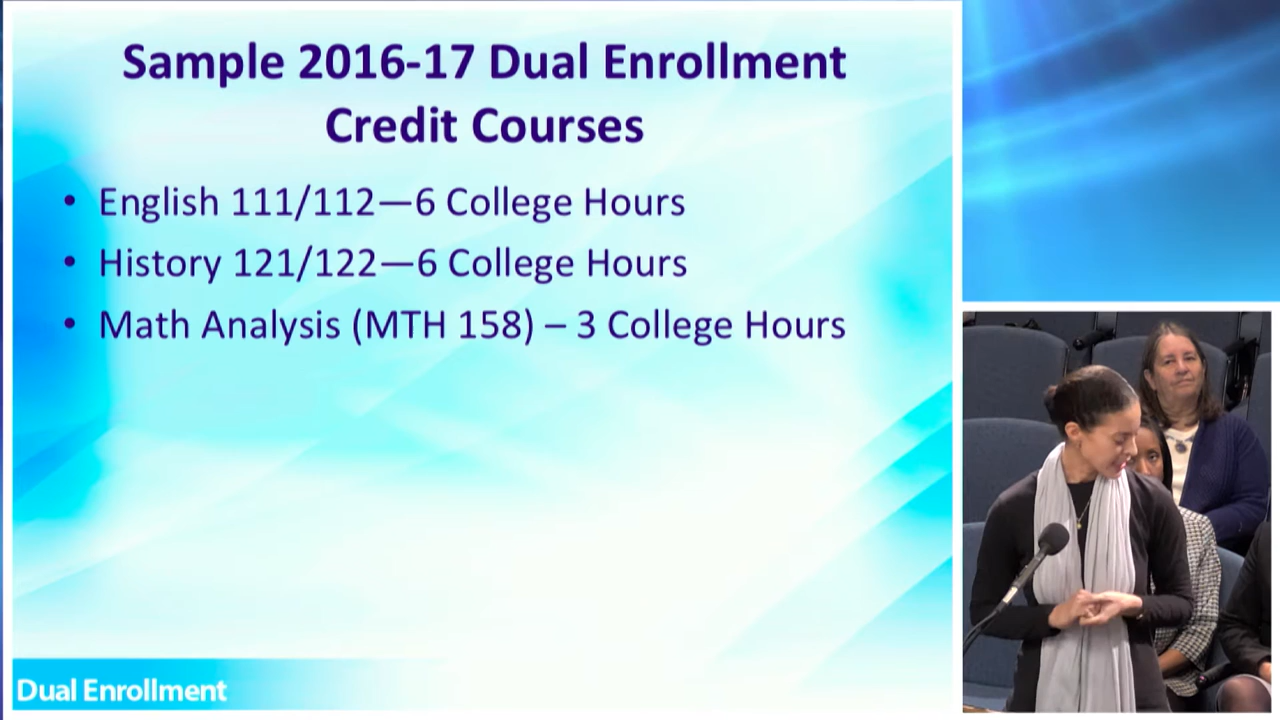 Sample 2016-17 Dual Enrollment
Credit Courses
• English 111/112—6 College Hours
• History 121/122—6 College Hours
• Math Analysis (MTH 158) – 3 College Hours
Dual Enrollment